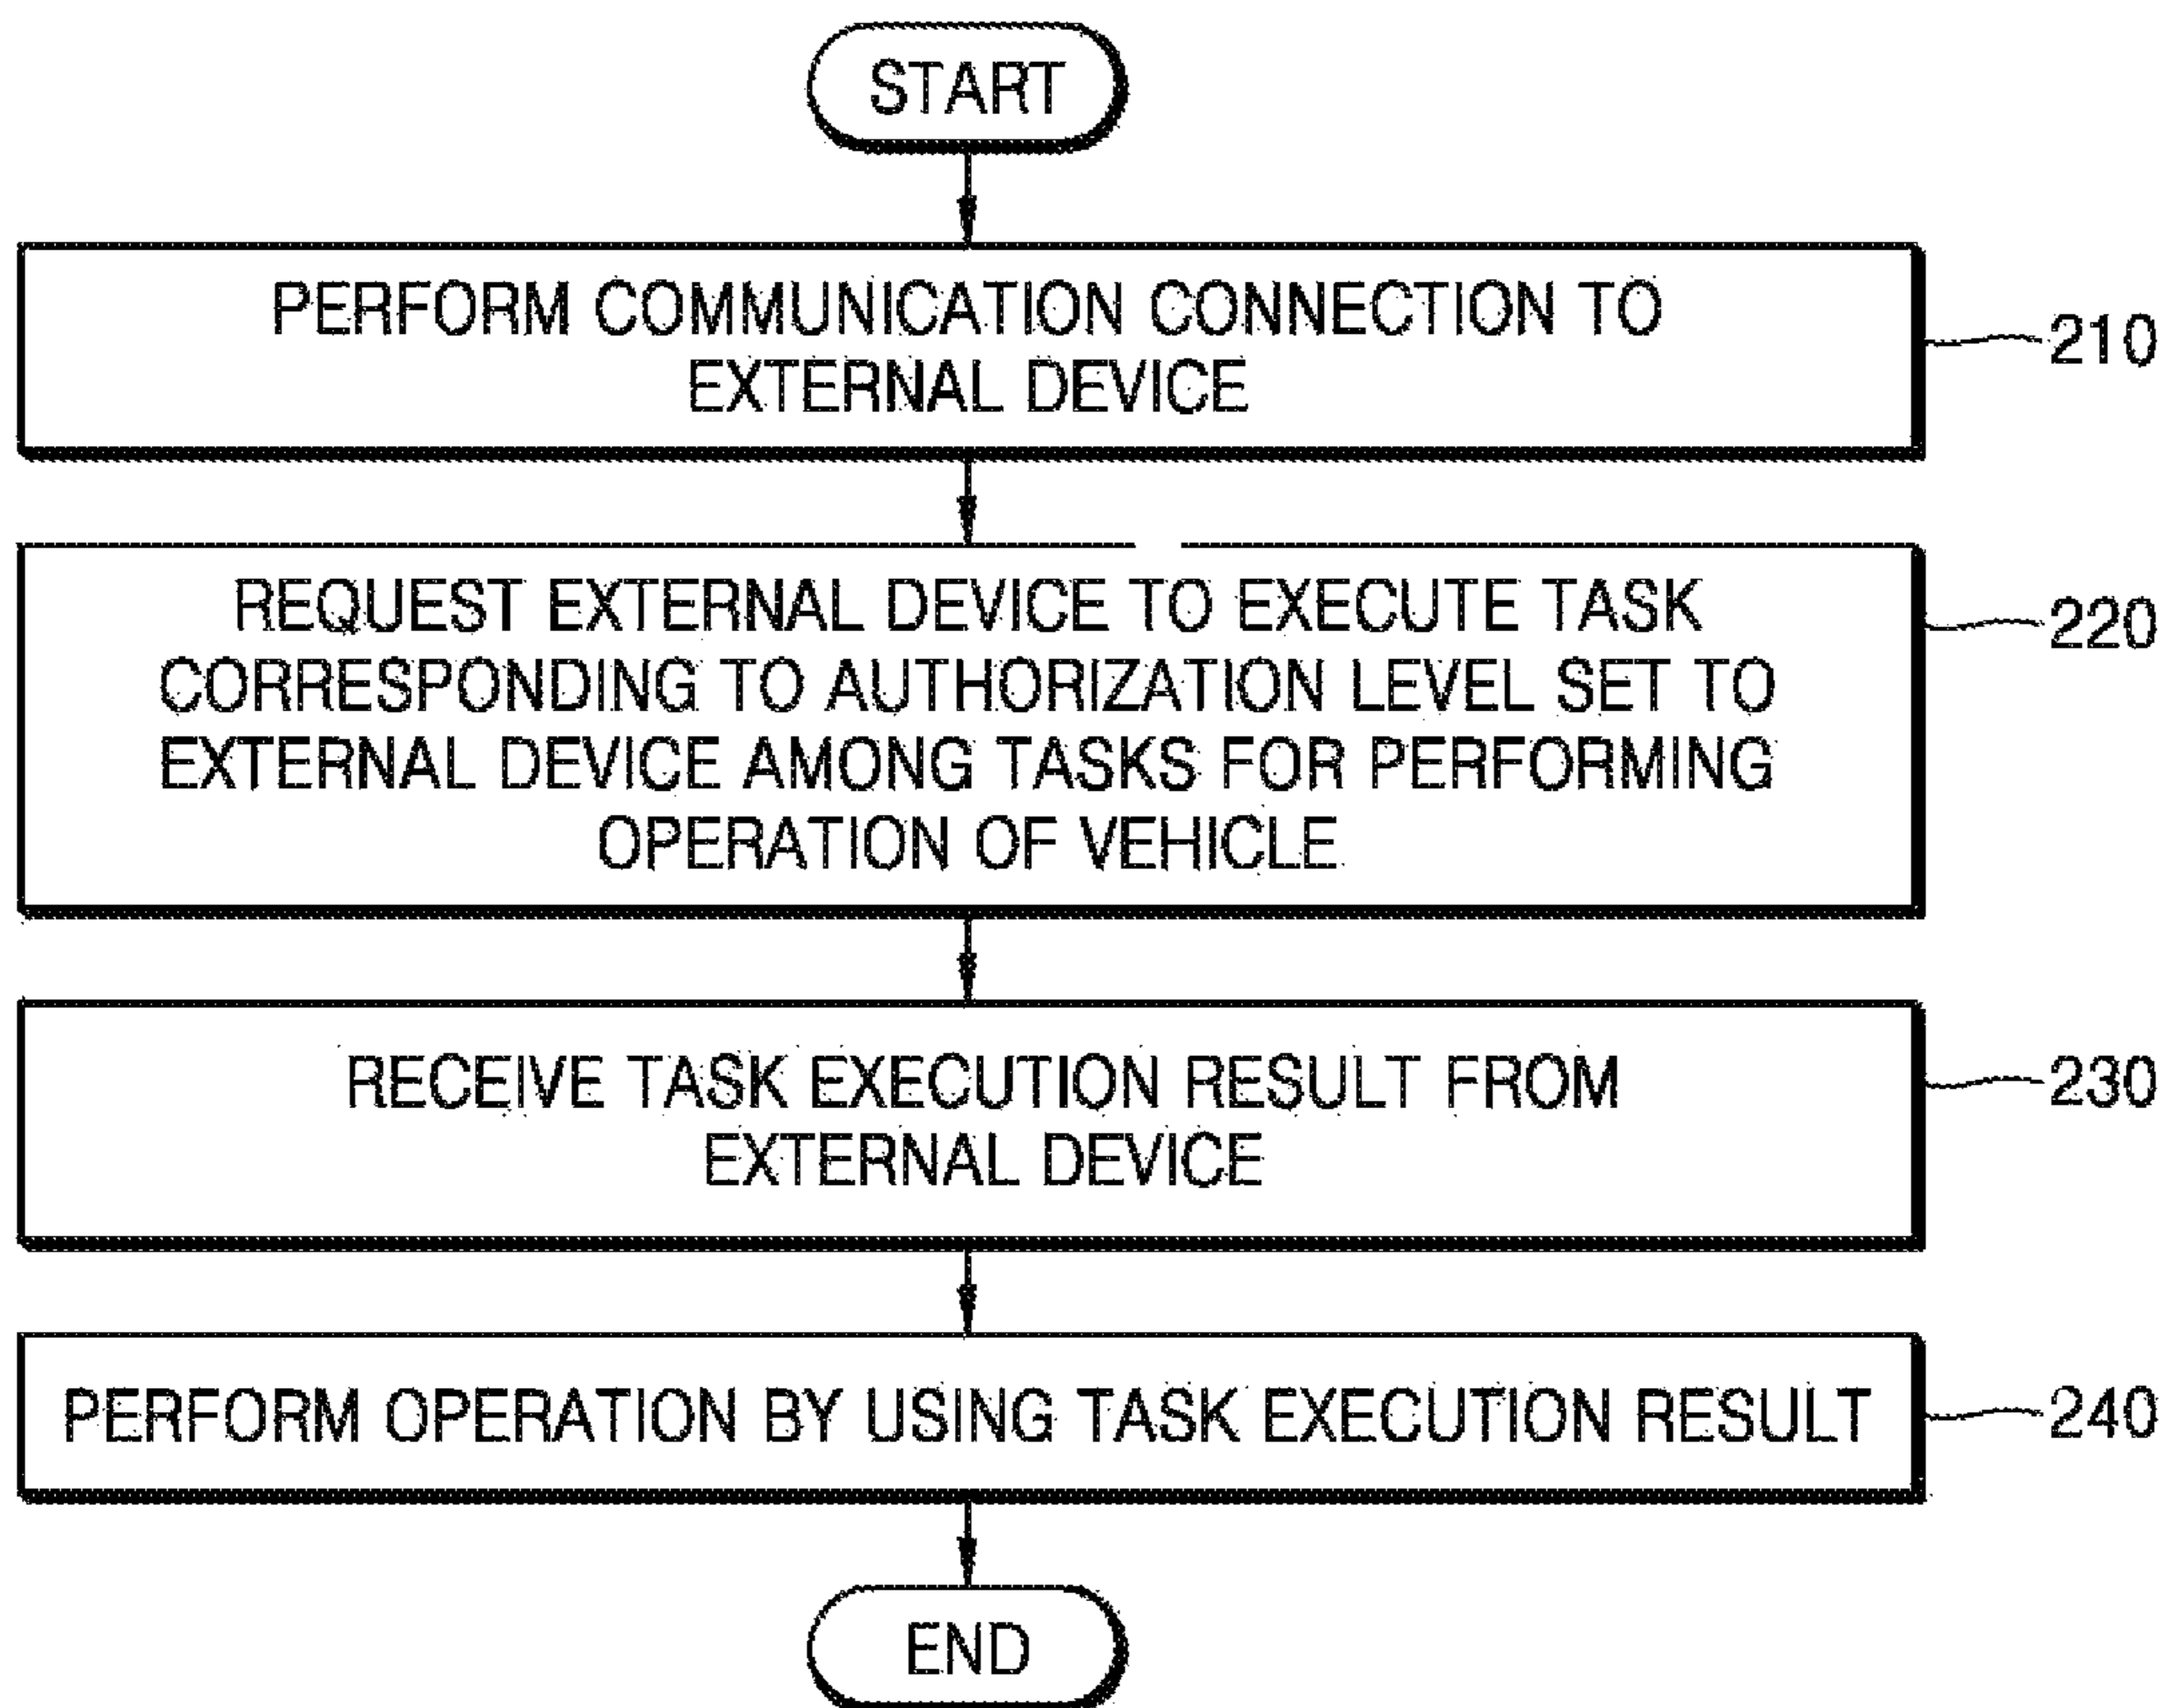 START
PERFORM COMMUNICATION CONNECTION TO
EXTERNAL DEVICE
210
REQUEST EXTERNAL DEVICE TO EXECUTE TASK
CORRESPONDING TO AUTHORIZATION LEVEL SET TO
EXTERNAL DEVICE AMONG TASKS FOR PERFORMING
OPERATION OF VEHICLE
220
RECEIVE TASK EXECUTION RESULT FROM
EXTERNAL DEVICE
230
PERFORM OPERATION BY USING TASK EXECUTION RESULT
240
END